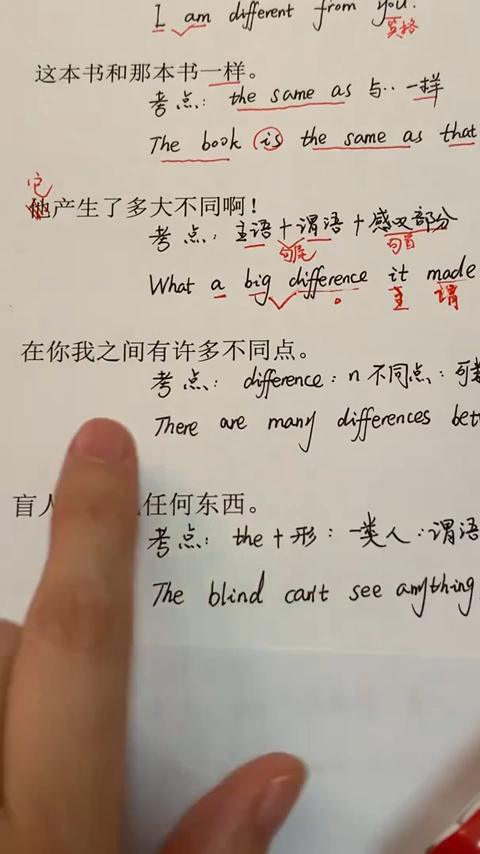 I am different from you.
宾格
这本书和那本书一样。
考点：the same as 与…一样
The book is the same as that
它
他产生了多大不同啊！
考点：主语+谓语+感叹部分
句尾 句首
What a big difference it made
主 谓
在你我之间有许多不同点。
考点：difference：n 不同点：可数
There are many differences
盲人 任何东西。
考点：the+形：一类人：谓语
The blind can't see anything